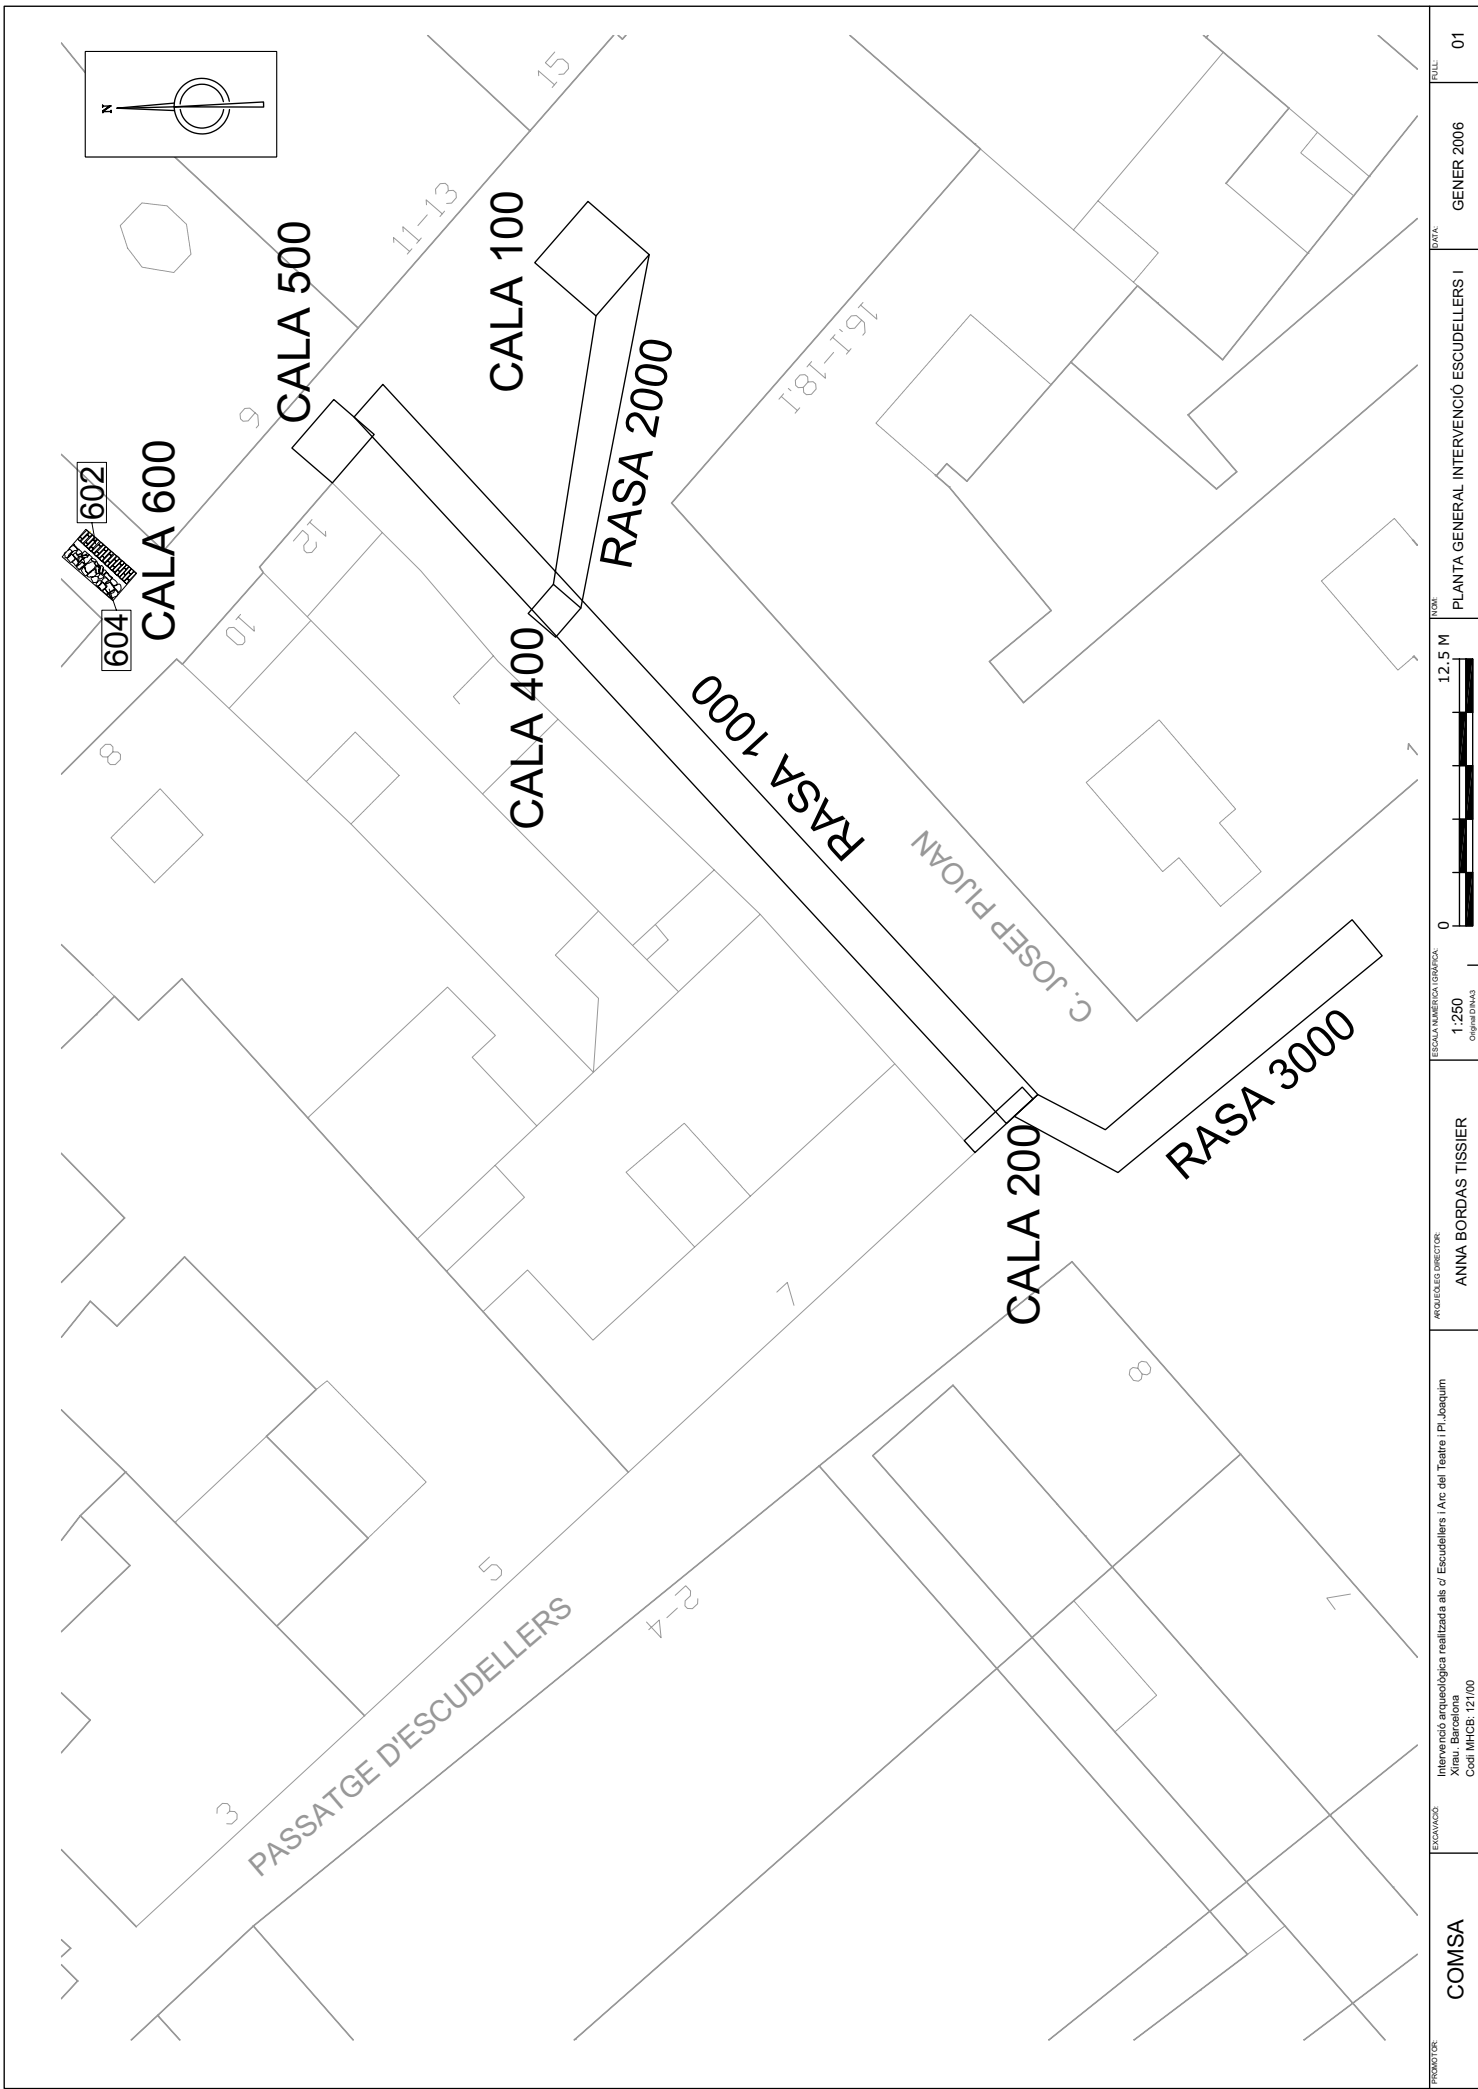 N
15
11-13
9
CALA 500
CALA 100
602
604
CALA 600
12
10
8
RASA 2000
CALA 400
16.1-18.1
RASA 1000
C. JOSEP PIJOAN
CALA 200
RASA 3000
7
8
7
5
2-4
3
PASSATGE D'ESCUDELLERS
PROMOTOR:
COMSA
EXCAVACIÓ:
Intervenció arqueològica realitzada als c/ Escudellers i Arc del Teatre i Pl.Joaquim
Xirau. Barcelona
Codi MHCB: 121/00
ARQUEÒLEG DIRECTOR:
ANNA BORDAS TISSIER
ESCALA NUMÈRICA I GRÀFICA:
1:250
Original DIN-A3
0
12.5 M
NOM:
PLANTA GENERAL INTERVENCIÓ ESCUDELLERS I
DATA:
GENER 2006
FULL:
01